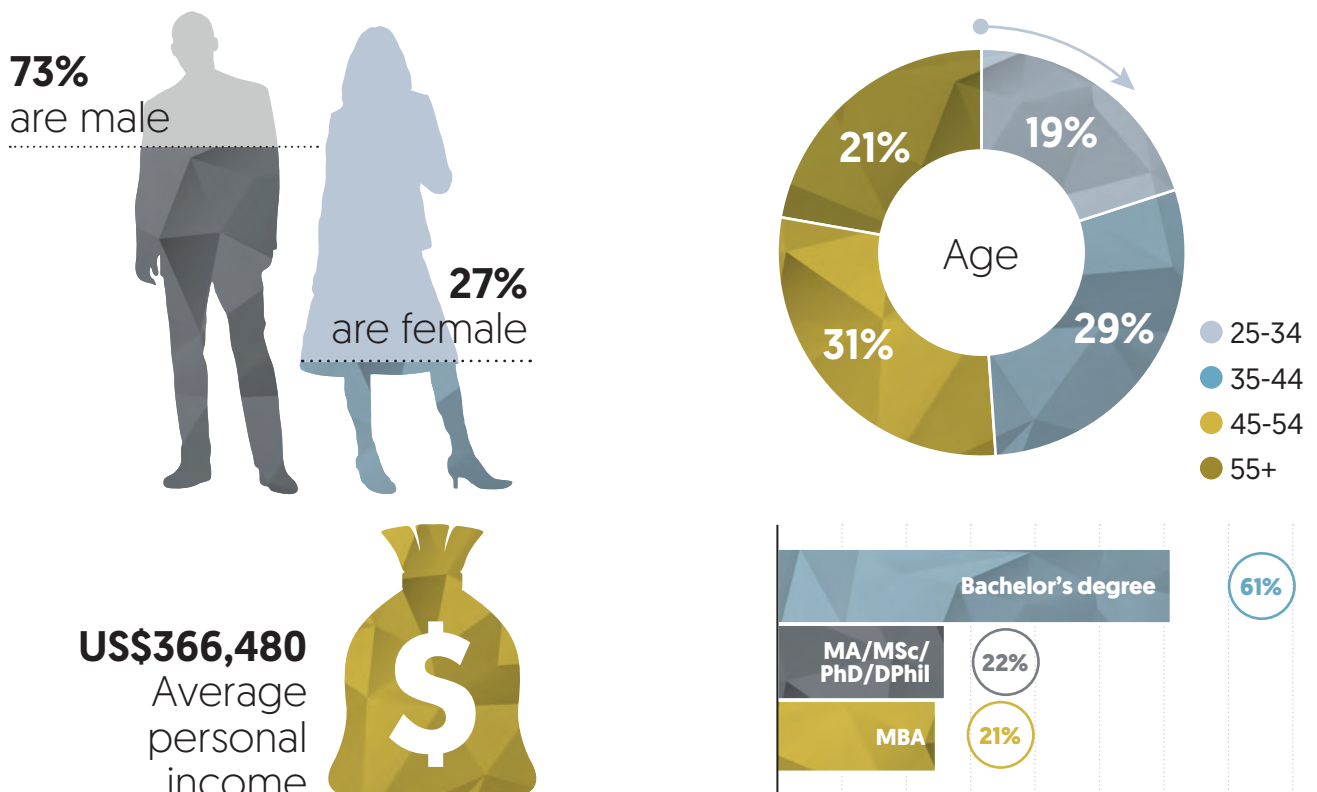 73%
are male
27%
are female
19%
29%
31%
21%
Age
25-34
35-44
45-54
55+
US$366,480
Average
personal
income
$
Bachelor's degree
61%
MA/MSc/
PhD/DPhil
22%
MBA
21%